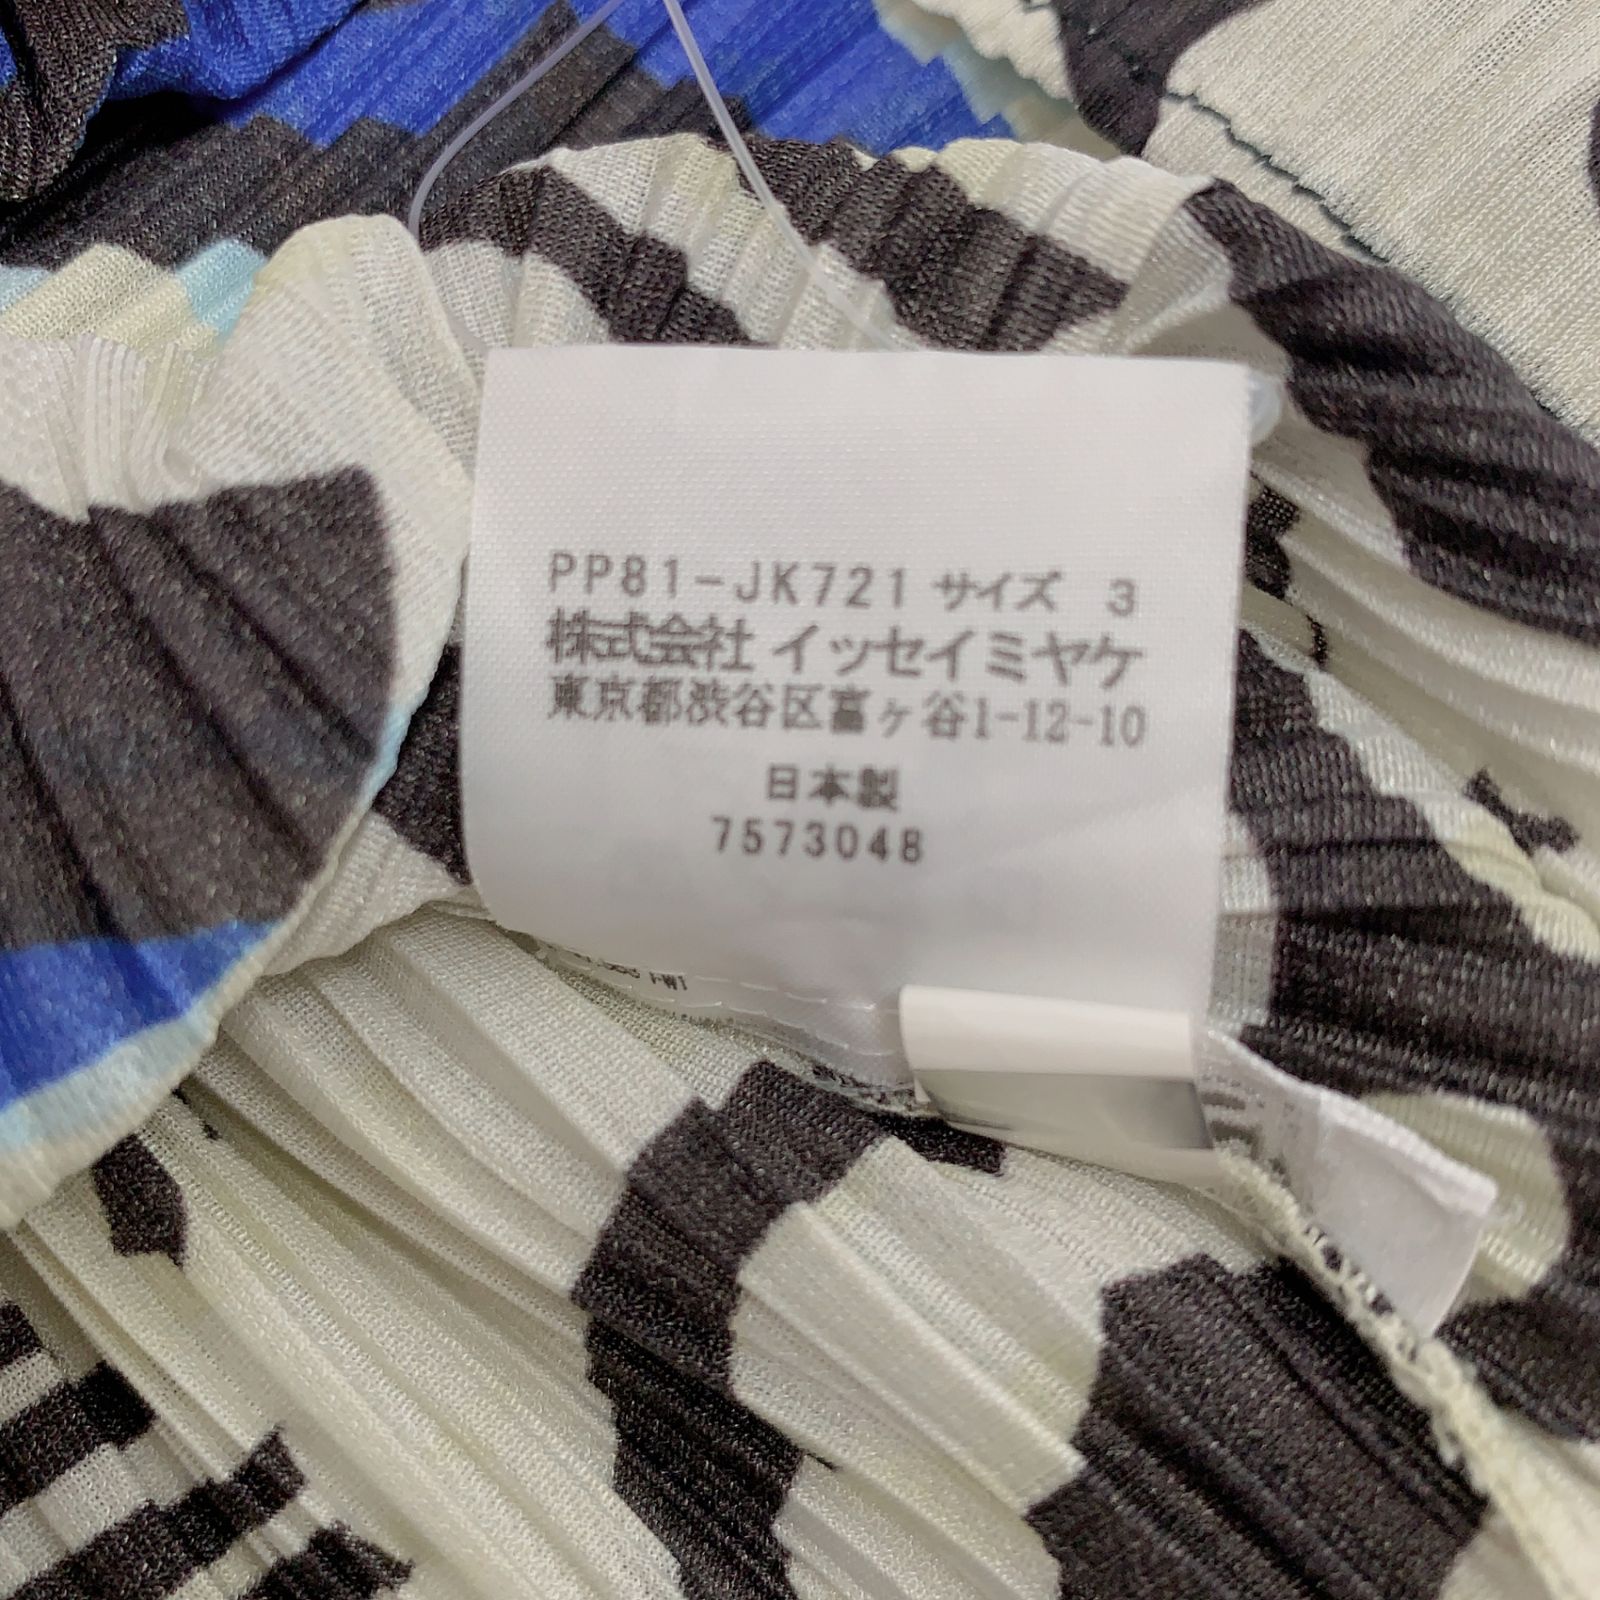 PP81-JK721 サイズ 3
株式会社 イッセイミヤケ
東京都渋谷区富ヶ谷1-12-10
日本製
7573048